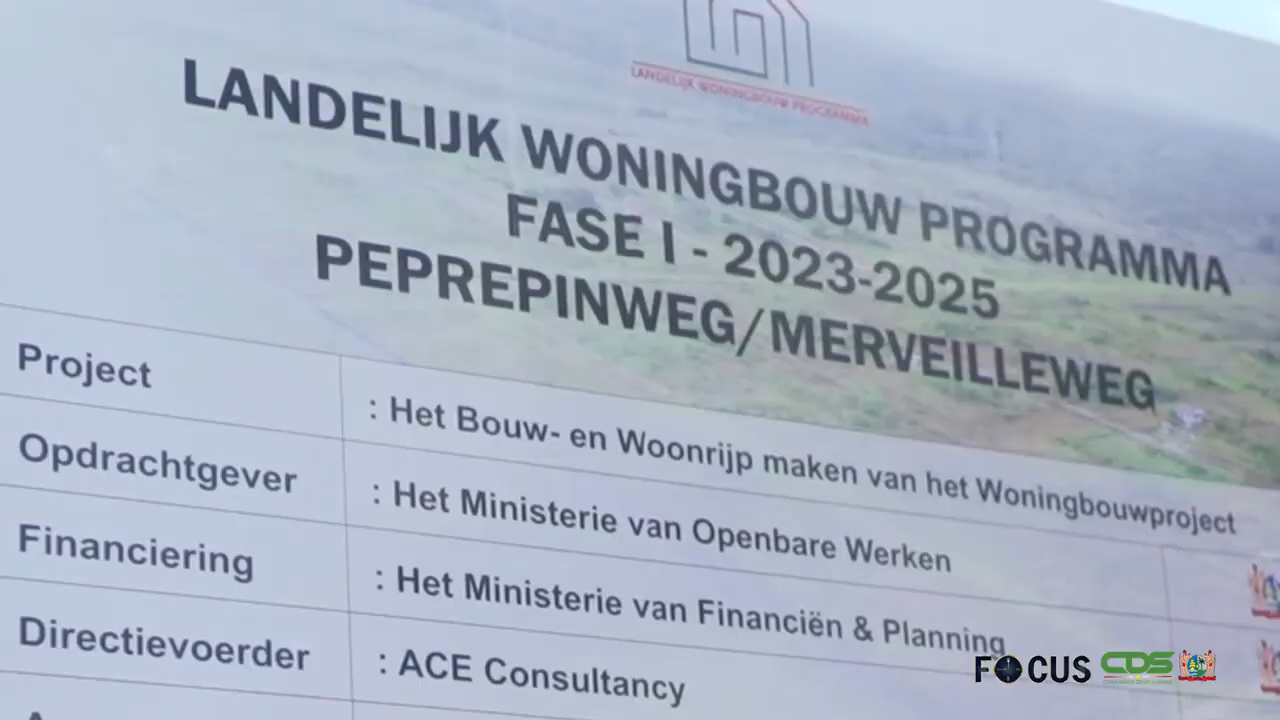 LANDELIJK WONINGBOUW PROGRAMMA
LANDELIJK WONINGBOUW PROGRAMMA
FASE I - 2023-2025
PEPREPINWEG/MERVEILLEWEG
Project : Het Bouw- en Woonrijp maken van het Woningbouwproject
Opdrachtgever : Het Ministerie van Openbare Werken
Financiering : Het Ministerie van Financiën & Planning
Directievoerder : ACE Consultancy
FOCUS CDS